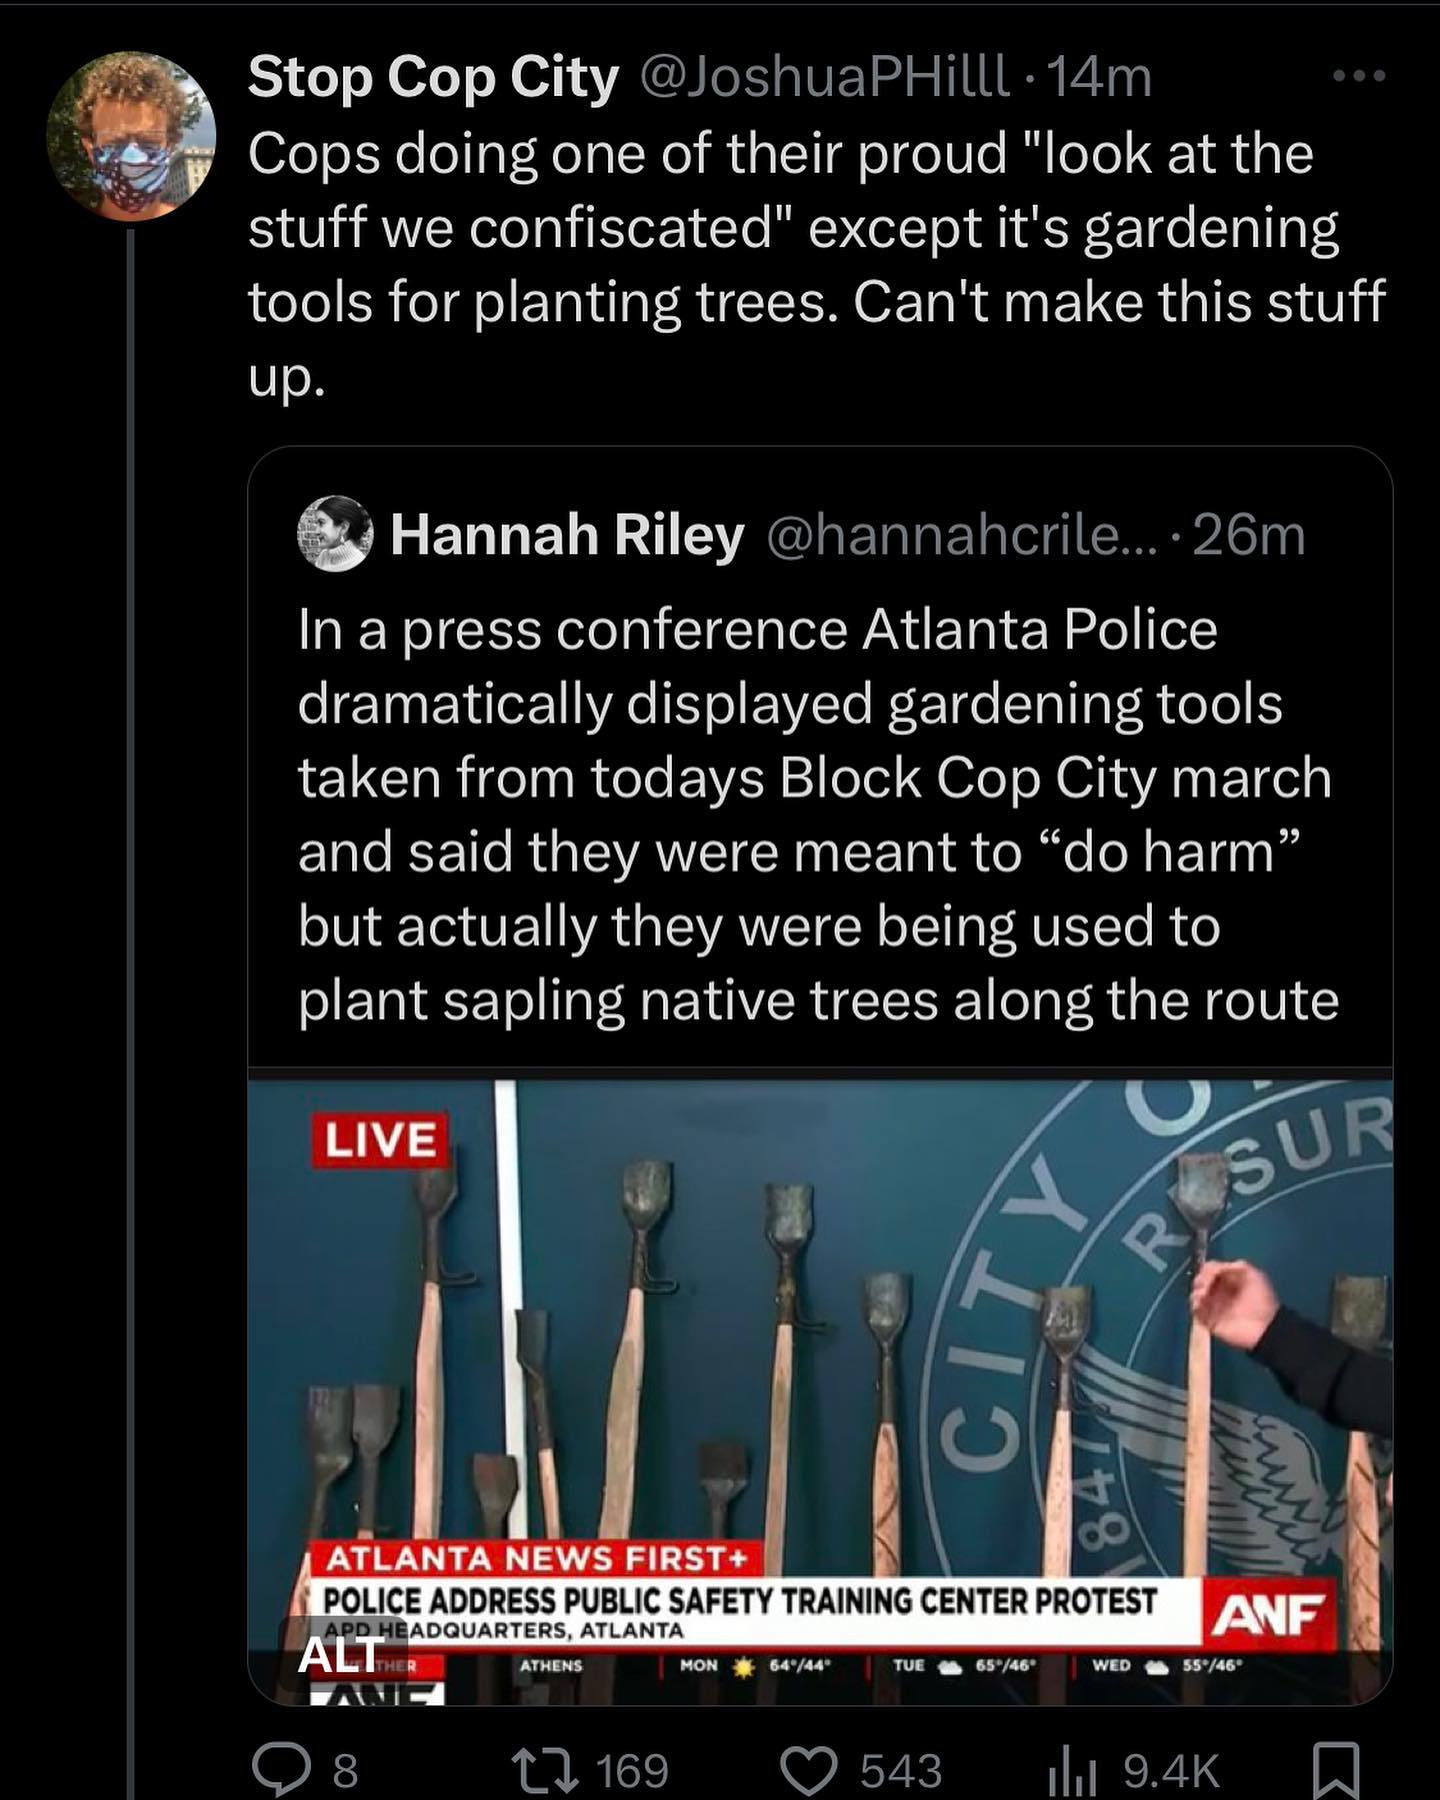 Stop Cop City @JoshuaPHilll · 14m
Cops doing one of their proud "look at the
stuff we confiscated" except it's gardening
tools for planting trees. Can't make this stuff
up.
Hannah Riley @hannahcrile... · 26m
In a press conference Atlanta Police
dramatically displayed gardening tools
taken from todays Block Cop City march
and said they were meant to “do harm”
but actually they were being used to
plant sapling native trees along the route
LIVE
CITY O
R SUR
1847
ATLANTA NEWS FIRST+
POLICE ADDRESS PUBLIC SAFETY TRAINING CENTER PROTEST
ANF
APD HEADQUARTERS, ATLANTA
ALT
ATHENS MON 64°/44° TUE 65°/46° WED 55°/46°
ANF
8 169 543 9.4K